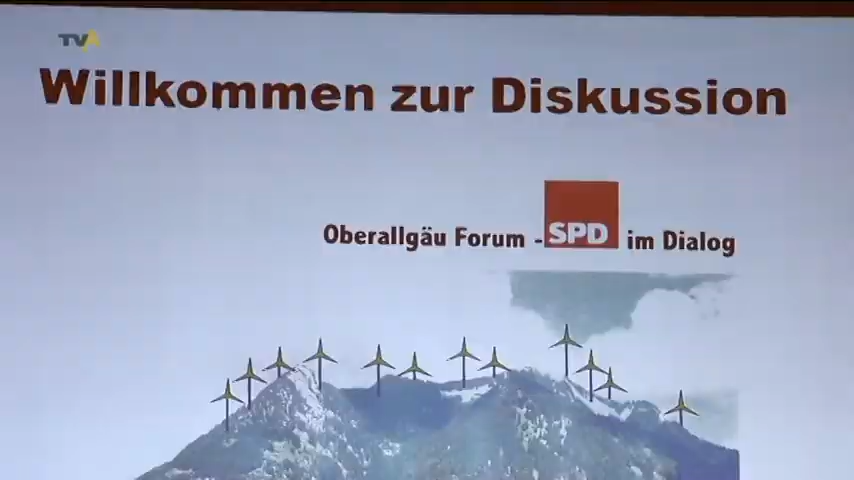 TVA
Willkommen zur Diskussion
Oberallgäu Forum - SPD im Dialog